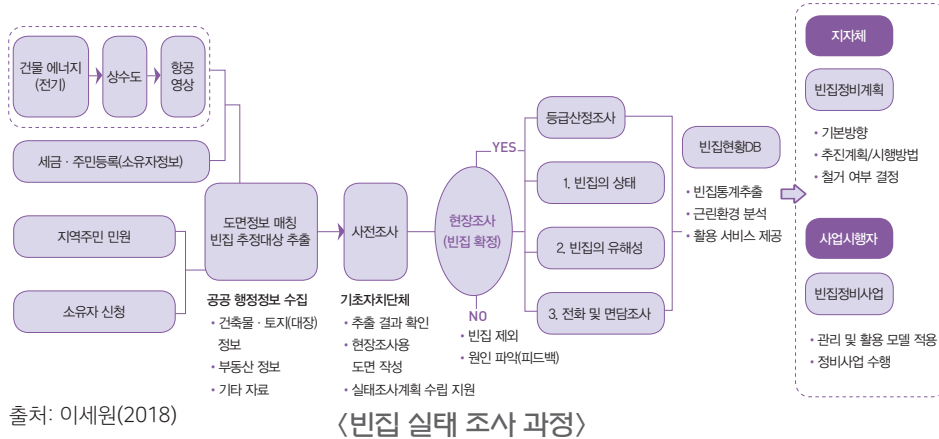 건물 에너지
(전기)
상수도
항공
영상
세금 · 주민등록(소유자정보)
지역주민 민원
소유자 신청
도면정보 매칭
빈집 추정대상 추출
공공 행정정보 수집
• 건축물 · 토지(대장)
정보
• 부동산 정보
• 기타 자료
사전조사
기초자치단체
• 추출 결과 확인
• 현장조사용
도면 작성
• 실태조사계획 수립 지원
현장조사
(빈집 확정)
YES
NO
• 빈집 제외
• 원인 파악(피드백)
등급산정조사
1. 빈집의 상태
2. 빈집의 유해성
3. 전화 및 면담조사
빈집현황DB
• 빈집통계추출
• 근린환경 분석
• 활용 서비스 제공
지자체
빈집정비계획
• 기본방향
• 추진계획/시행방법
• 철거 여부 결정
사업시행자
빈집정비사업
• 관리 및 활용 모델 적용
• 정비사업 수행
출처: 이세원(2018)
〈빈집 실태 조사 과정〉